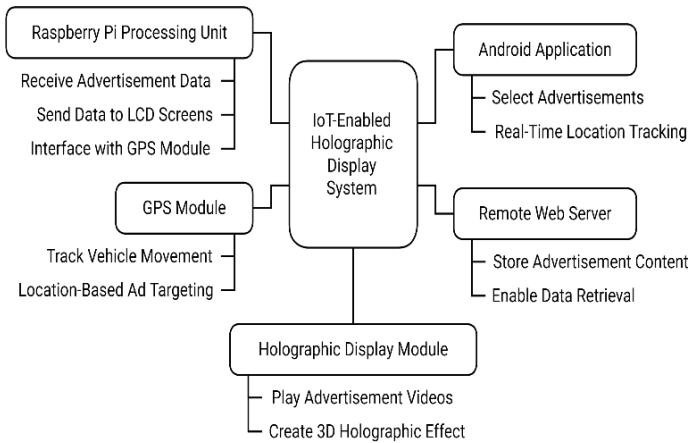 Raspberry Pi Processing Unit
Receive Advertisement Data
Send Data to LCD Screens
Interface with GPS Module
GPS Module
Track Vehicle Movement
Location-Based Ad Targeting
IoT-Enabled
Holographic
Display
System
Android Application
Select Advertisements
Real-Time Location Tracking
Remote Web Server
Store Advertisement Content
Enable Data Retrieval
Holographic Display Module
Play Advertisement Videos
Create 3D Holographic Effect